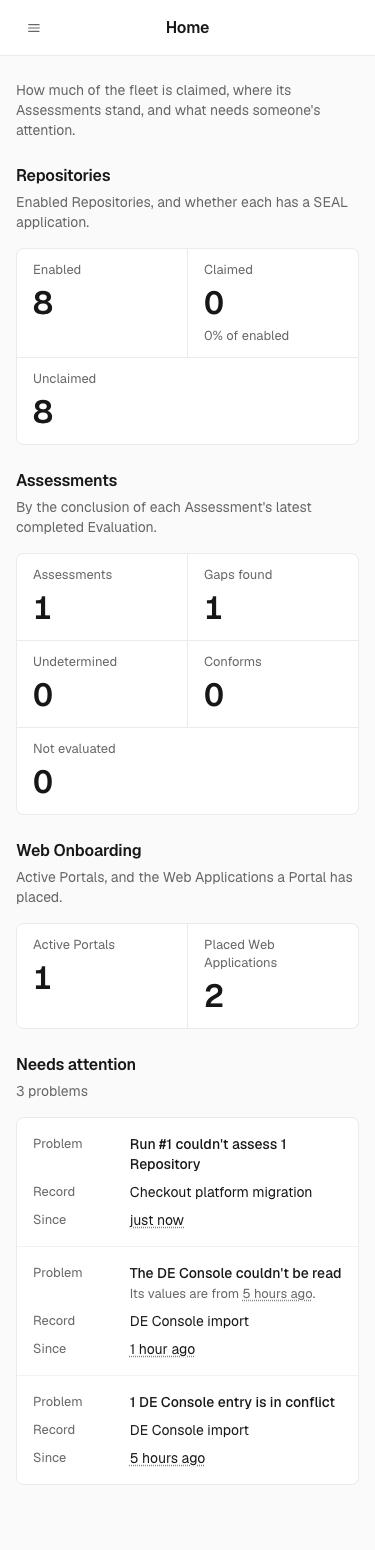 Home
How much of the fleet is claimed, where its
Assessments stand, and what needs someone's
attention.
Repositories
Enabled Repositories, and whether each has a SEAL
application.
Enabled
8
Claimed
0
0% of enabled
Unclaimed
8
Assessments
By the conclusion of each Assessment's latest
completed Evaluation.
Assessments
1
Gaps found
1
Undetermined
0
Conforms
0
Not evaluated
0
Web Onboarding
Active Portals, and the Web Applications a Portal has
placed.
Active Portals
1
Placed Web
Applications
2
Needs attention
3 problems
Problem
Run #1 couldn't assess 1
Repository
Record
Checkout platform migration
Since
just now
Problem
The DE Console couldn't be read
Its values are from 5 hours ago.
Record
DE Console import
Since
1 hour ago
Problem
1 DE Console entry is in conflict
Record
DE Console import
Since
5 hours ago